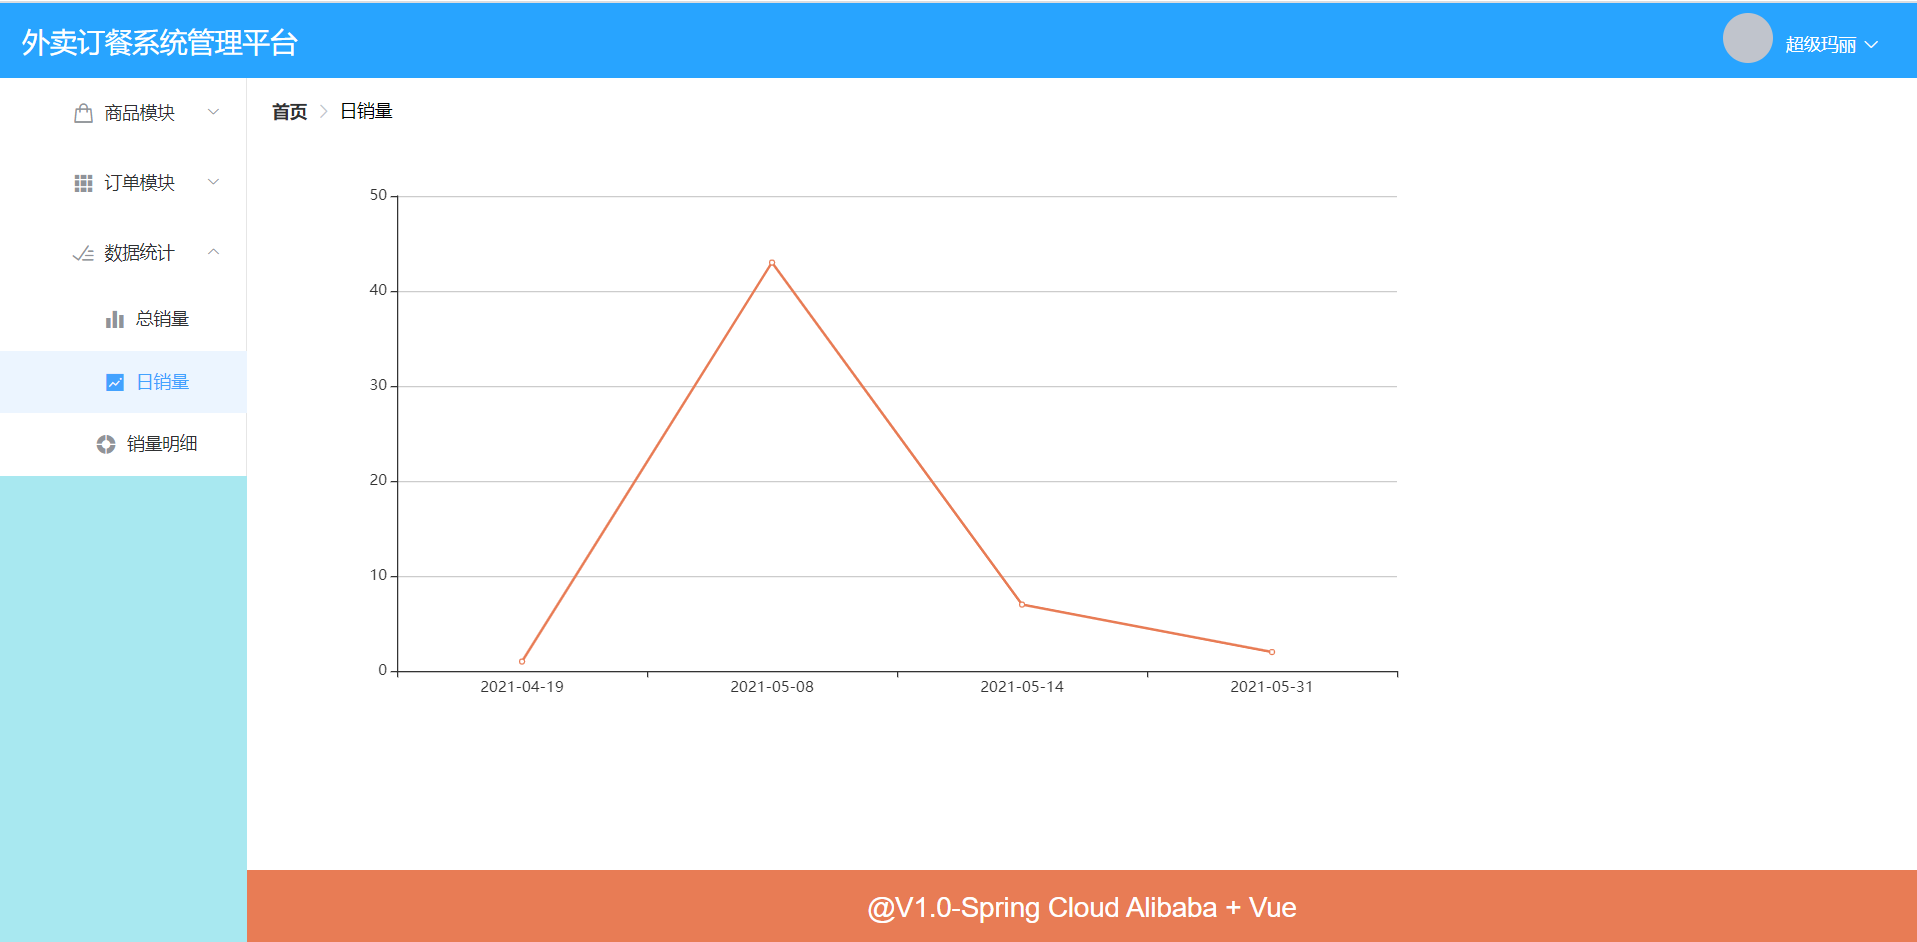 外卖订餐系统管理平台
超级玛丽
商品模块
订单模块
数据统计
总销量
日销量
销量明细
首页 日销量
50
40
30
20
10
0
2021-04-19 2021-05-08 2021-05-14 2021-05-31
@V1.0-Spring Cloud Alibaba + Vue